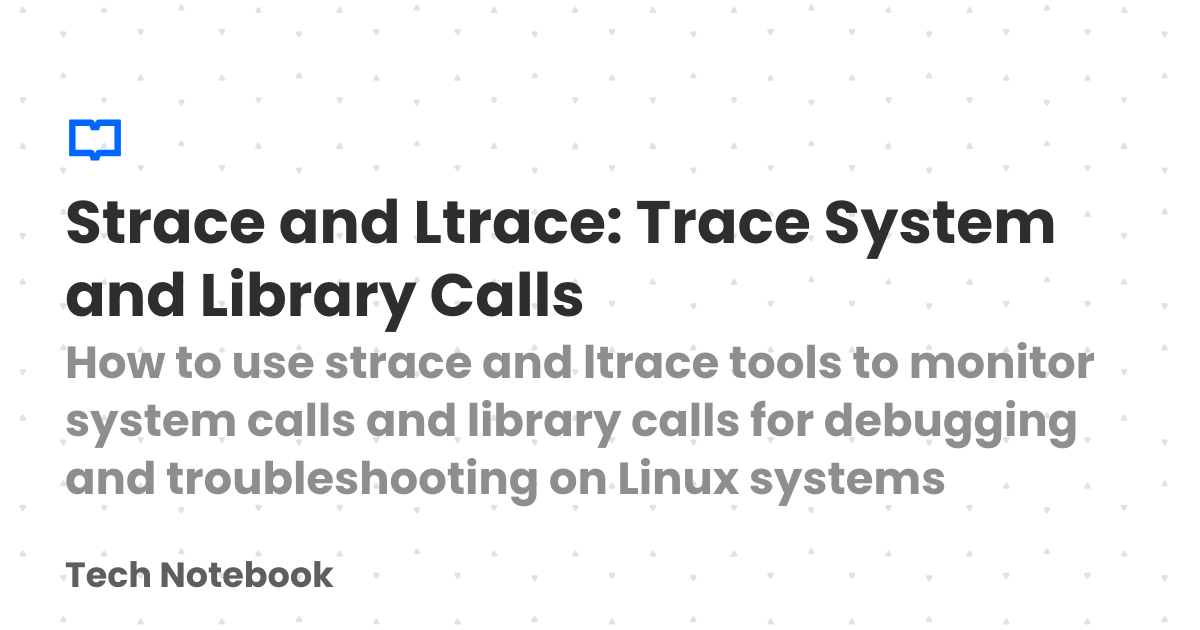 Strace and Ltrace: Trace System
and Library Calls
How to use strace and ltrace tools to monitor
system calls and library calls for debugging
and troubleshooting on Linux systems
Tech Notebook